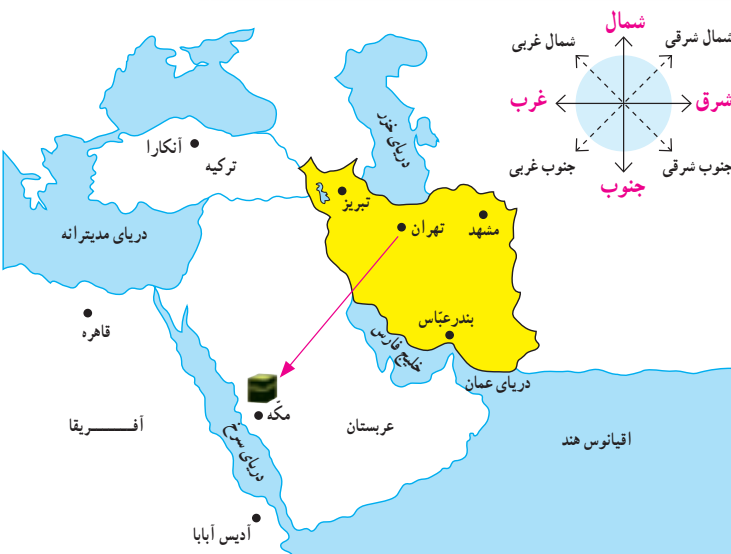 شمال
شمال شرقی
شمال غربی
شرق
غرب
جنوب شرقی
جنوب غربی
جنوب
دریای خزر
آنکارا
ترکیه
تبریز
تهران
مشهد
دریای مدیترانه
قاهره
بندرعبّاس
خلیج فارس
دریای عمان
مکّه
عربستان
آفــــریقا
دریای سرخ
اقیانوس هند
آدیس آبابا